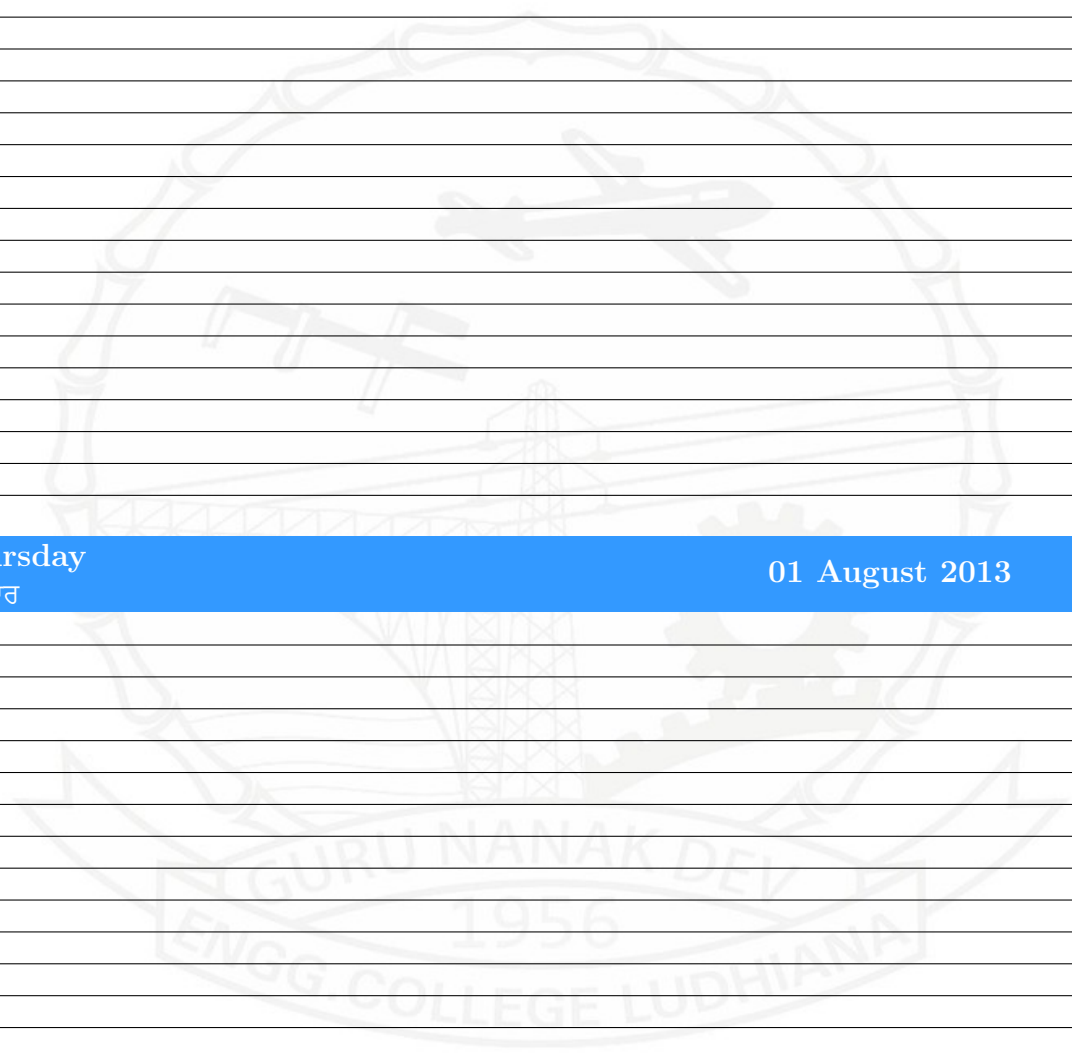 rsday
ਾਰ
01 August 2013
GURU NANAK DEV
1956
ENGG. COLLEGE LUDHIANA